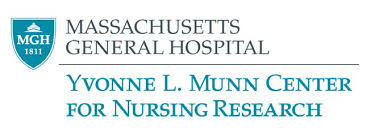 MGH
1811
MASSACHUSETTS
GENERAL HOSPITAL
YVONNE L. MUNN CENTER
FOR NURSING RESEARCH